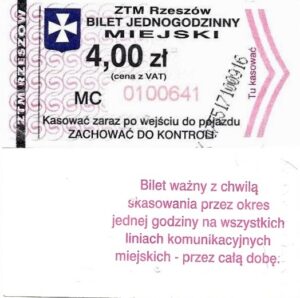 ZTM RZESZÓW
ZTM Rzeszów
BILET JEDNOGODZINNY
MIEJSKI
4,00 zł
(cena z VAT)
MC 0100641
Kasować zaraz po wejściu do pojazdu
ZACHOWAĆ DO KONTROLI
Tu kasować
Bilet ważny z chwilą
skasowania przez okres
jednej godziny na wszystkich
liniach komunikacyjnych
miejskich - przez całą dobę.